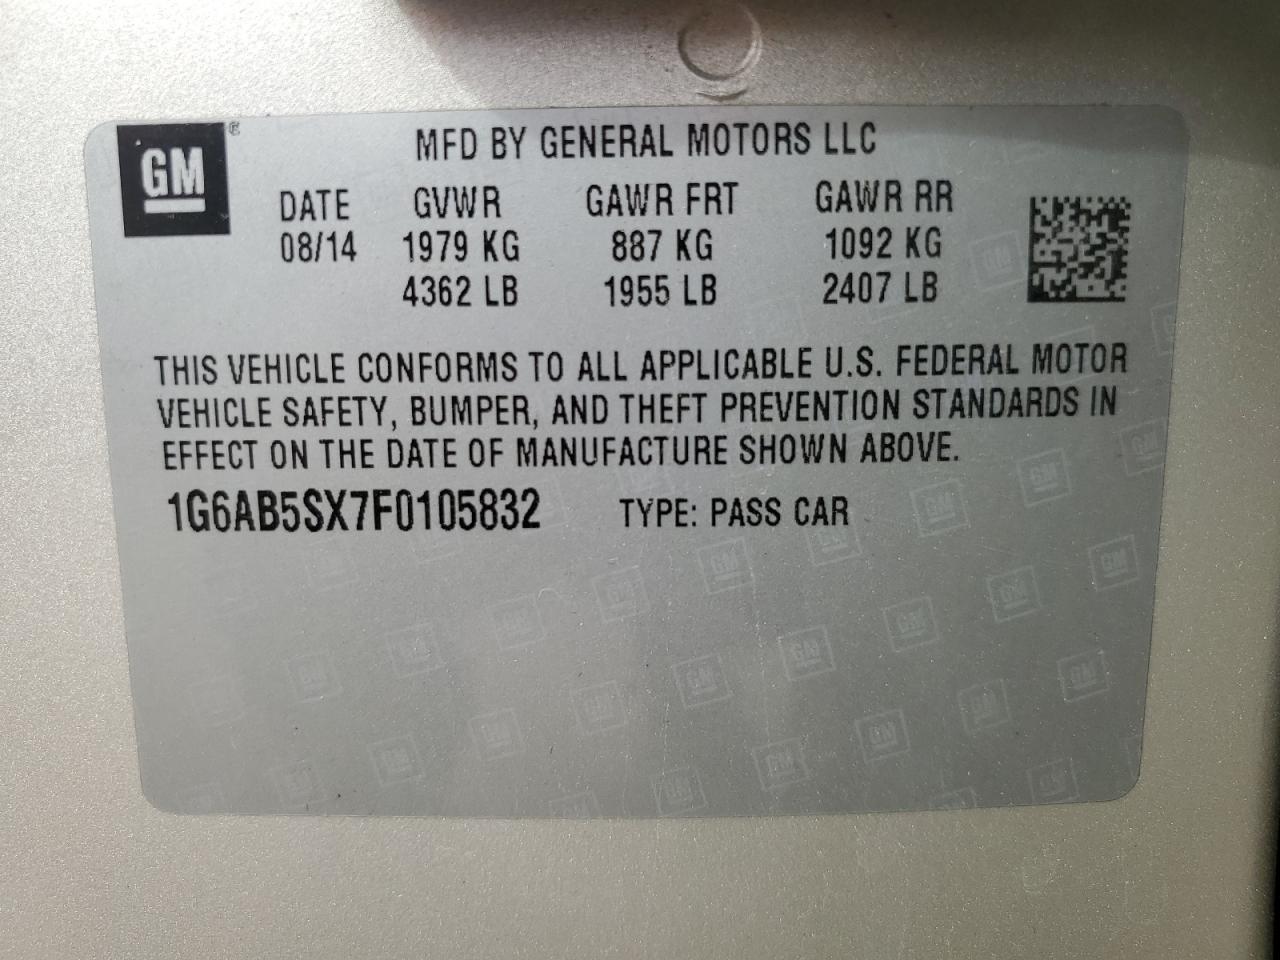 GM®
MFD BY GENERAL MOTORS LLC
DATE GVWR GAWR FRT GAWR RR
08/14 1979 KG 887 KG 1092 KG
4362 LB 1955 LB 2407 LB
THIS VEHICLE CONFORMS TO ALL APPLICABLE U.S. FEDERAL MOTOR
VEHICLE SAFETY, BUMPER, AND THEFT PREVENTION STANDARDS IN
EFFECT ON THE DATE OF MANUFACTURE SHOWN ABOVE.
1G6AB5SX7F0105832 TYPE: PASS CAR